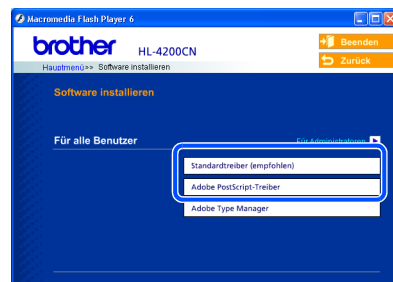 Macromedia Flash Player 6
brother HL-4200CN
Beenden
Zurück
Hauptmenü>> Software installieren
Software installieren
Für alle Benutzer
Für Administratoren
Standardtreiber (empfohlen)
Adobe PostScript-Treiber
Adobe Type Manager